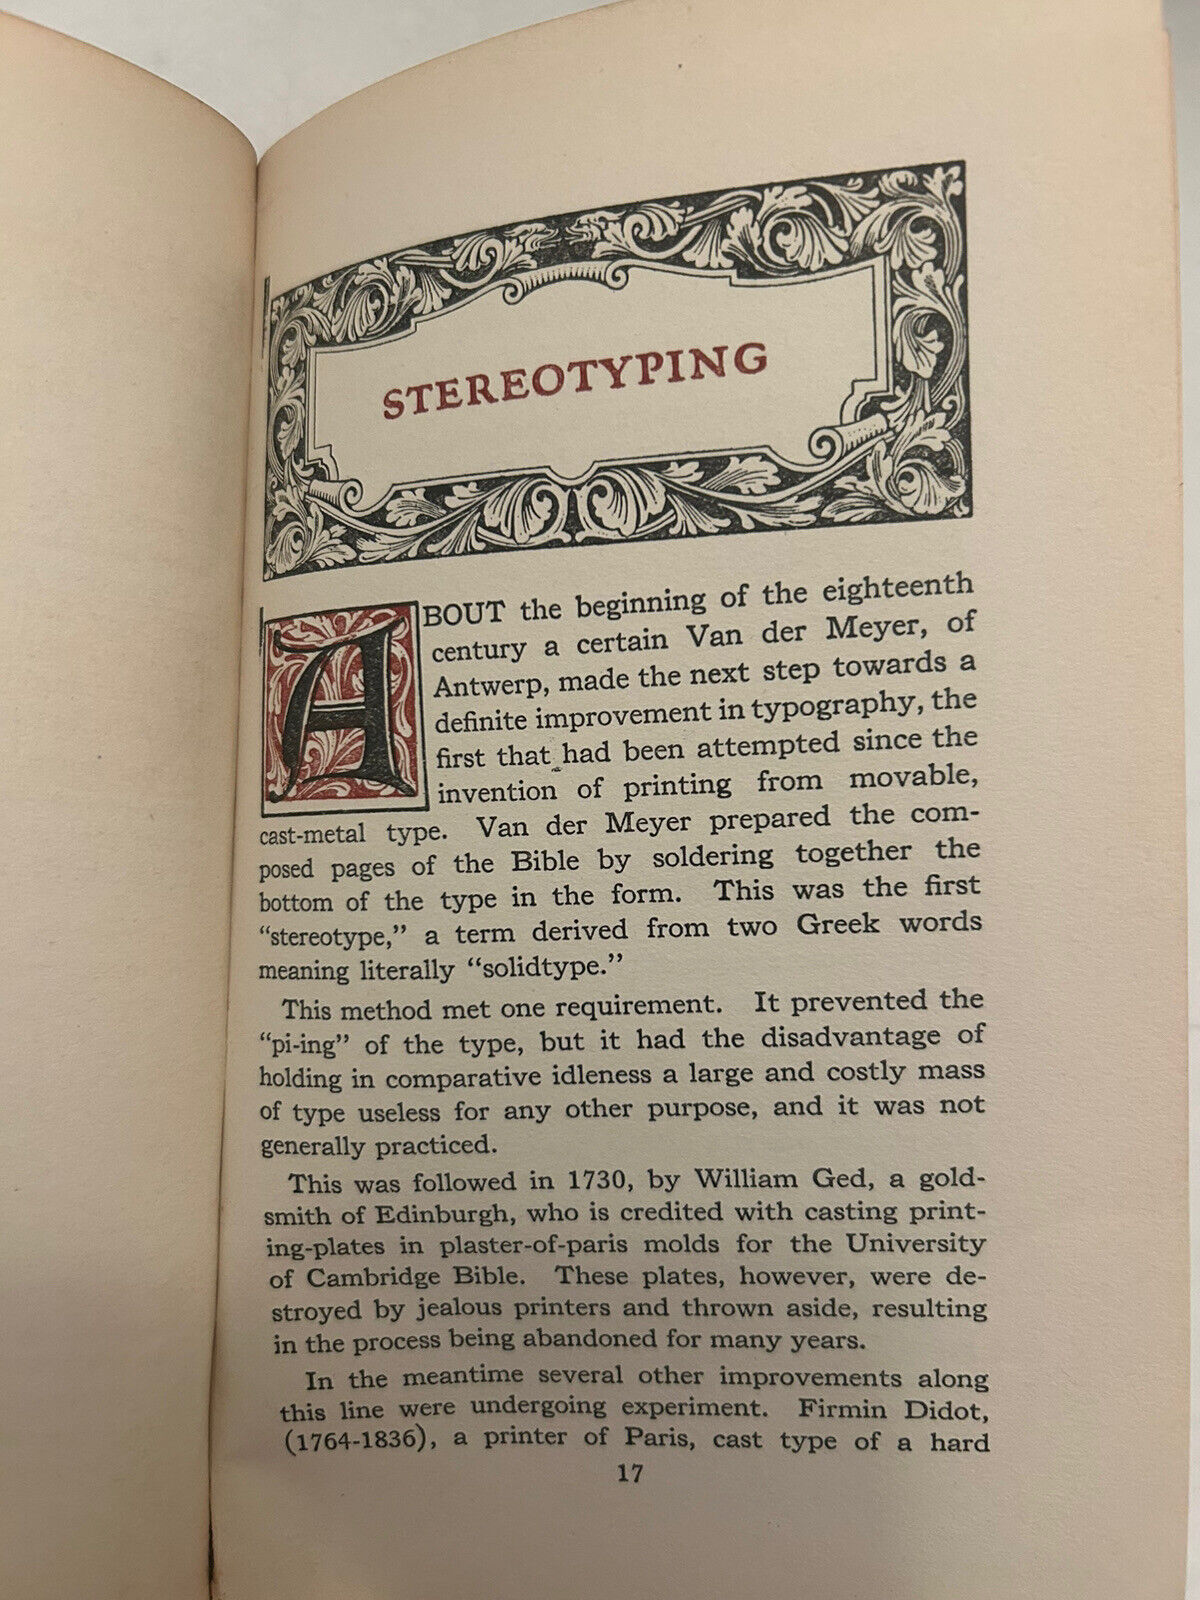 STEREOTYPING
ABOUT the beginning of the eighteenth
century a certain Van der Meyer, of
Antwerp, made the next step towards a
definite improvement in typography, the
first that had been attempted since the
invention of printing from movable,
cast-metal type. Van der Meyer prepared the com-
posed pages of the Bible by soldering together the
bottom of the type in the form. This was the first
“stereotype,” a term derived from two Greek words
meaning literally “solidtype.”
This method met one requirement. It prevented the
“pi-ing” of the type, but it had the disadvantage of
holding in comparative idleness a large and costly mass
of type useless for any other purpose, and it was not
generally practiced.
This was followed in 1730, by William Ged, a gold-
smith of Edinburgh, who is credited with casting print-
ing-plates in plaster-of-paris molds for the University
of Cambridge Bible. These plates, however, were de-
stroyed by jealous printers and thrown aside, resulting
in the process being abandoned for many years.
In the meantime several other improvements along
this line were undergoing experiment. Firmin Didot,
(1764-1836), a printer of Paris, cast type of a hard
17